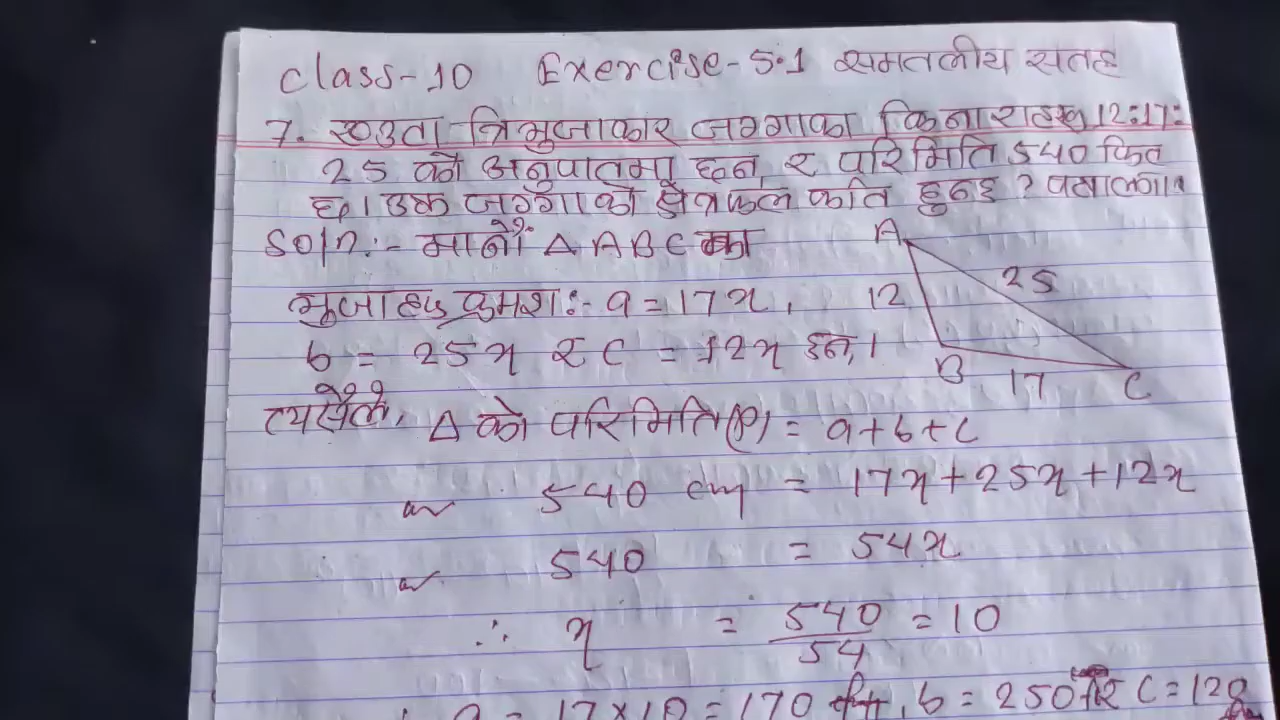 Class-10 Exercise-5.1 समतलीय सतह
7. एउटा त्रिभुजाकार जग्गाका किनाराहरू 12:17:
25 को अनुपातमा छन् र परिमिति 540 फिट
छ। उक्त जग्गाको क्षेत्रफल कति हुन्छ ? पत्ता लगा।
Soln:- मानौं Δ ABC का
A
भुजाहरू क्रमशः:- a = 17x,
12
25
b = 25x र c = 12x छन्।
B
17
C
त्यसैले, Δ को परिमिति(P) = a+b+c
or 540 cm = 17x+25x+12x
or 540 = 54x
∴ x = 540/54 = 10
a = 17×10 = 170 , b = 250 र c = 120